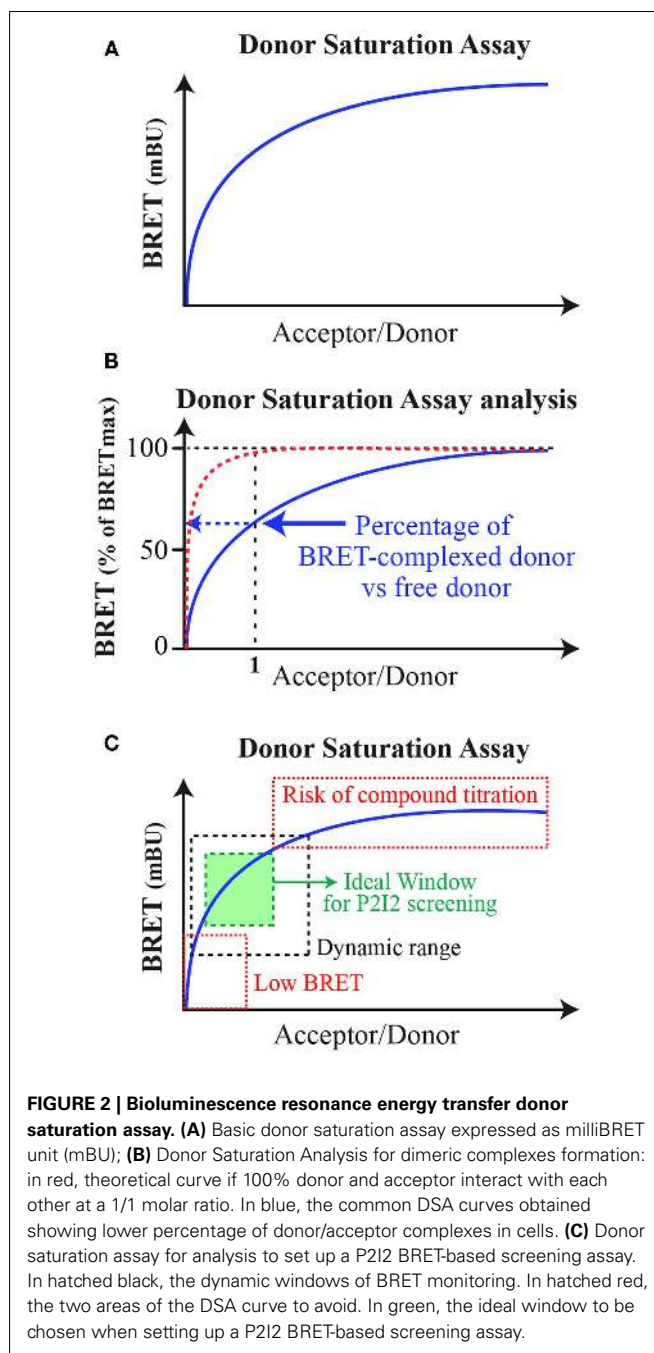 A
Donor Saturation Assay
BRET (mBU)
Acceptor/Donor
B
Donor Saturation Assay analysis
BRET (% of BRETmax)
100
50
0
Percentage of
BRET-complexed donor
vs free donor
1
Acceptor/Donor
C
Donor Saturation Assay
BRET (mBU)
Risk of compound titration
Ideal Window
for P2I2 screening
Dynamic range
Low BRET
Acceptor/Donor
FIGURE 2 | Bioluminescence resonance energy transfer donor
saturation assay. (A) Basic donor saturation assay expressed as milliBRET
unit (mBU); (B) Donor Saturation Analysis for dimeric complexes formation:
in red, theoretical curve if 100% donor and acceptor interact with each
other at a 1/1 molar ratio. In blue, the common DSA curves obtained
showing lower percentage of donor/acceptor complexes in cells. (C) Donor
saturation assay for analysis to set up a P2I2 BRET-based screening assay.
In hatched black, the dynamic windows of BRET monitoring. In hatched red,
the two areas of the DSA curve to avoid. In green, the ideal window to be
chosen when setting up a P2I2 BRET-based screening assay.